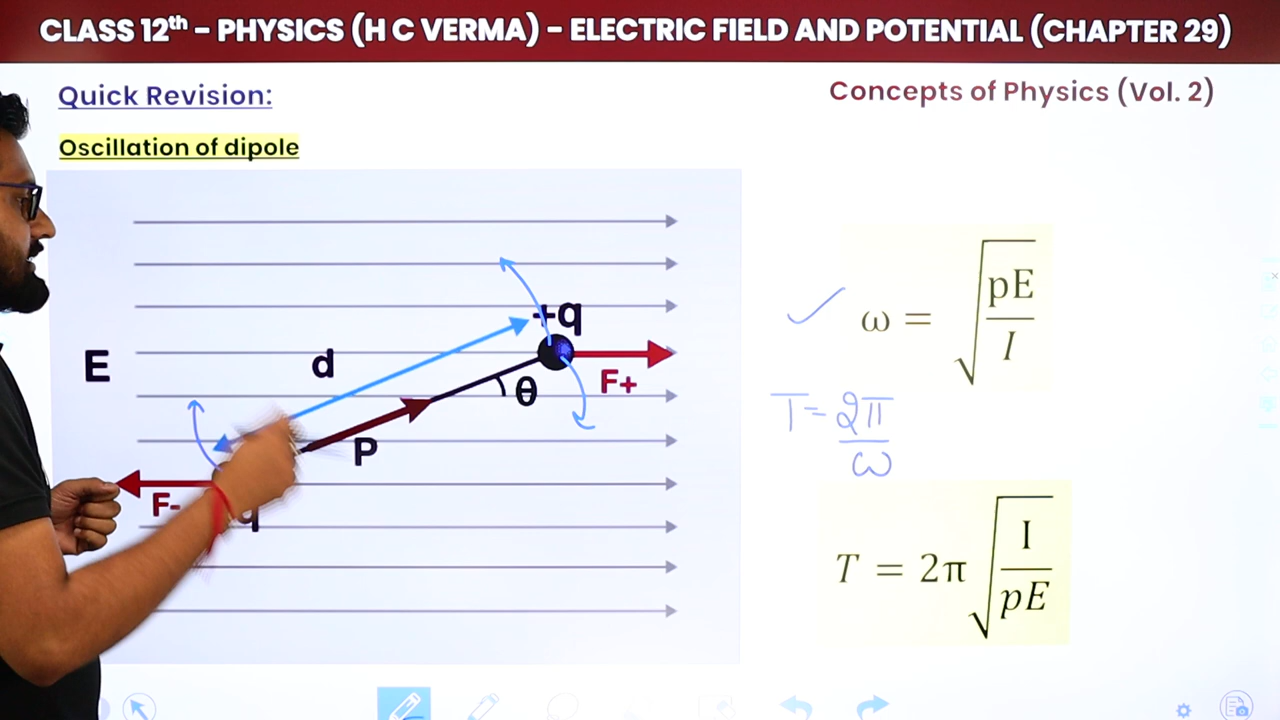 CLASS 12th - PHYSICS (H C VERMA) - ELECTRIC FIELD AND POTENTIAL (CHAPTER 29)
Quick Revision:
Concepts of Physics (Vol. 2)
Oscillation of dipole
+q
E
d
F+
θ
P
F-
q
ω = √(pE/I)
T = 2π/ω
T = 2π √(I/pE)